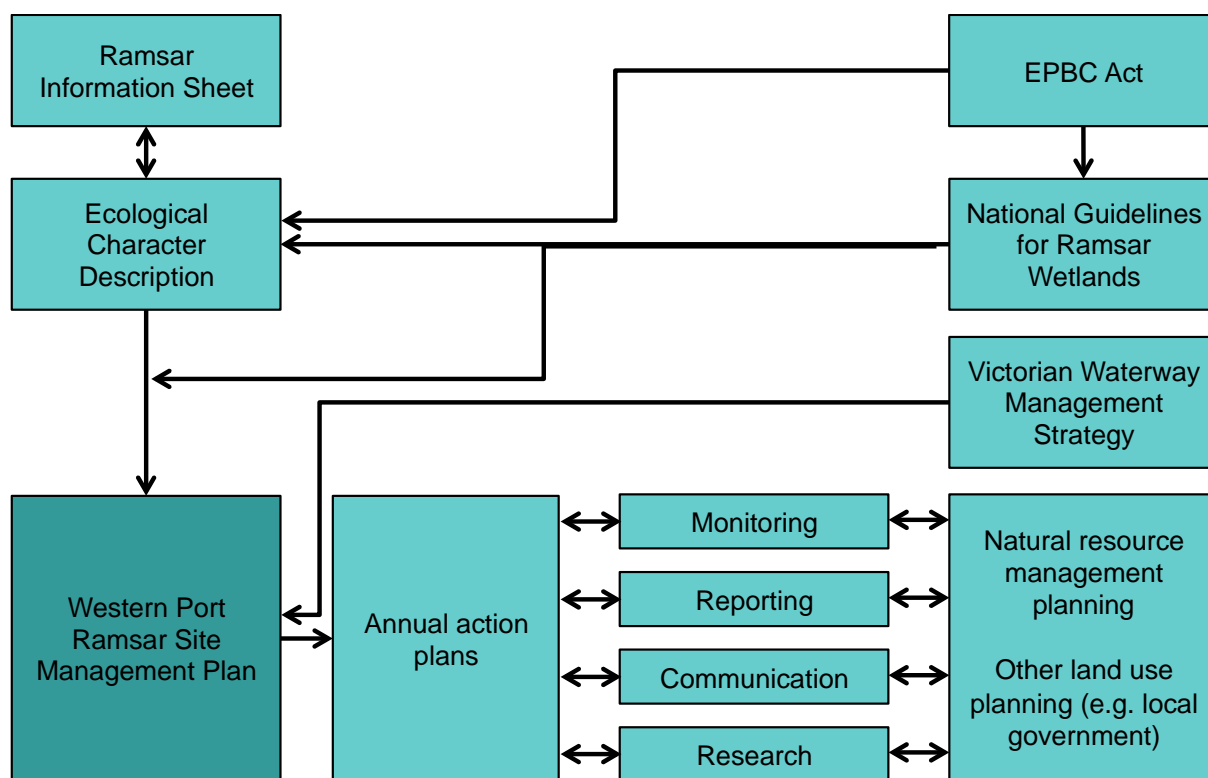 Ramsar
Information Sheet
EPBC Act
Ecological
Character
Description
National Guidelines
for Ramsar
Wetlands
Victorian Waterway
Management
Strategy
Western Port
Ramsar Site
Management Plan
Annual action
plans
Monitoring
Reporting
Communication
Research
Natural resource
management
planning
Other land use
planning (e.g. local
government)